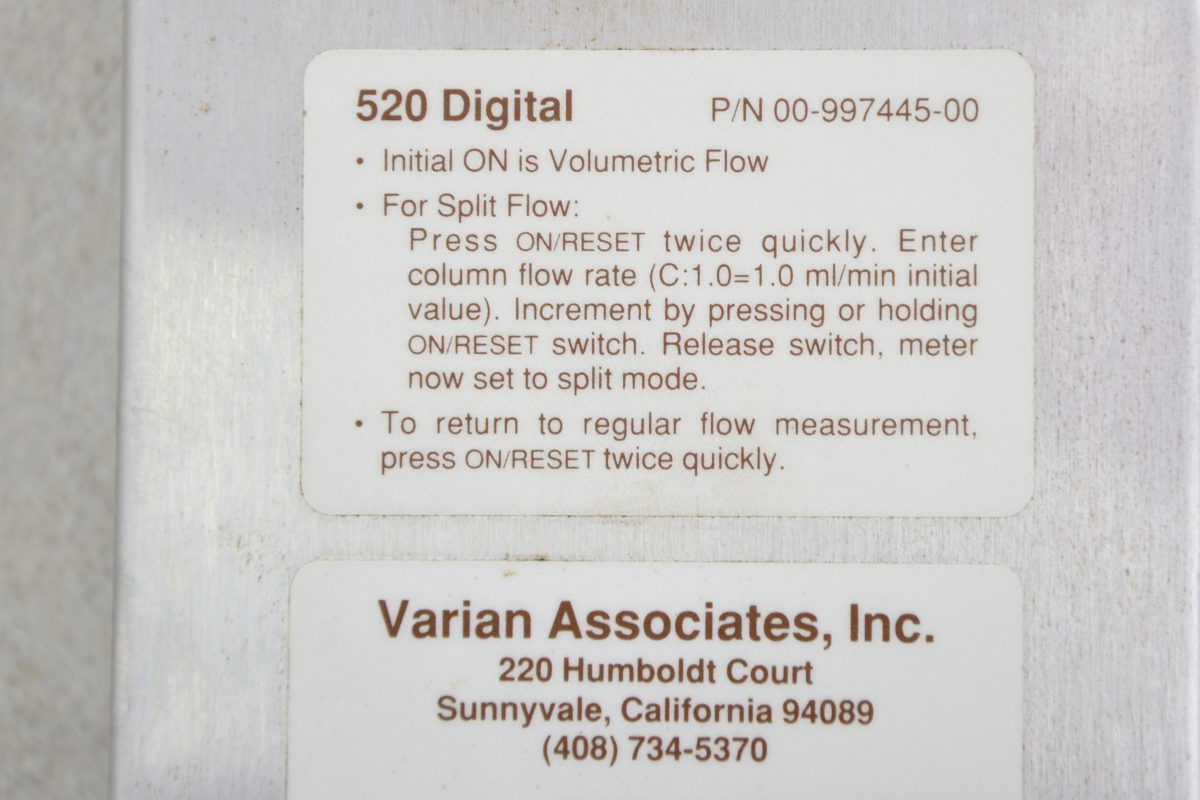 520 Digital P/N 00-997445-00
• Initial ON is Volumetric Flow
• For Split Flow:
Press ON/RESET twice quickly. Enter
column flow rate (C:1.0=1.0 ml/min initial
value). Increment by pressing or holding
ON/RESET switch. Release switch, meter
now set to split mode.
• To return to regular flow measurement,
press ON/RESET twice quickly.
Varian Associates, Inc.
220 Humboldt Court
Sunnyvale, California 94089
(408) 734-5370